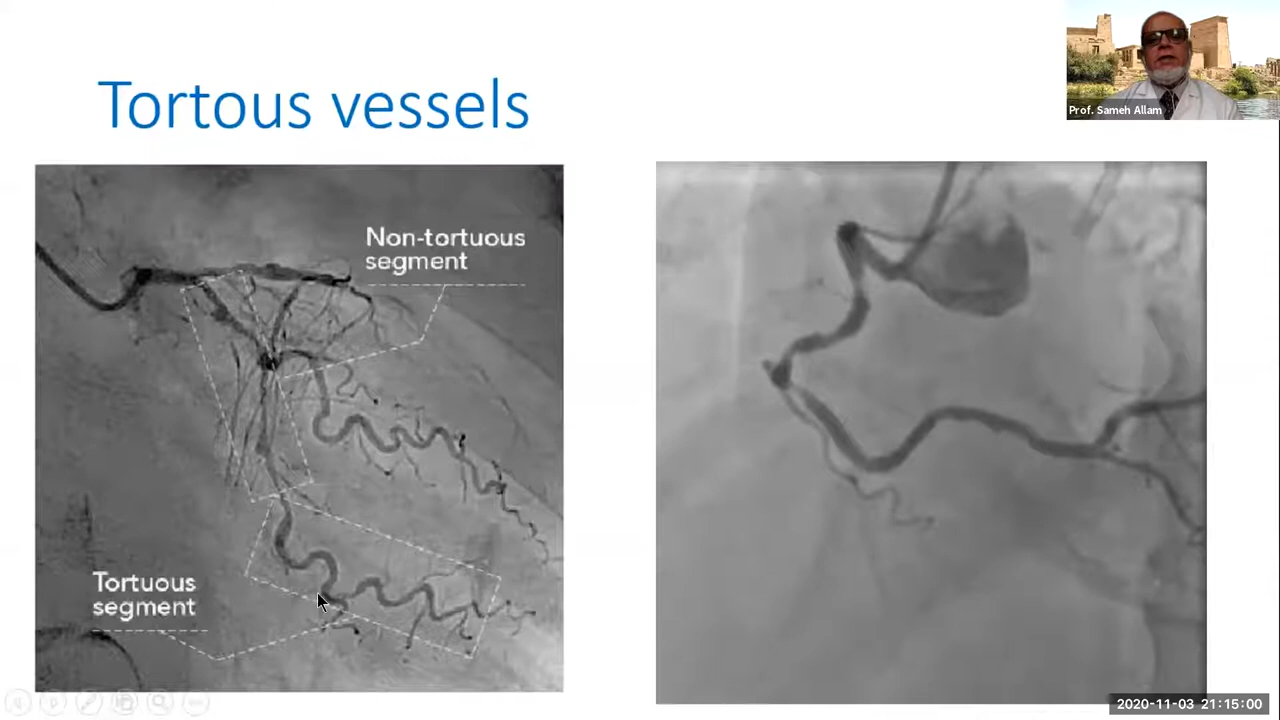 Tortous vessels
Prof. Sameh Allam
Non-tortuous
segment
Tortuous
segment
2020-11-03 21:15:00